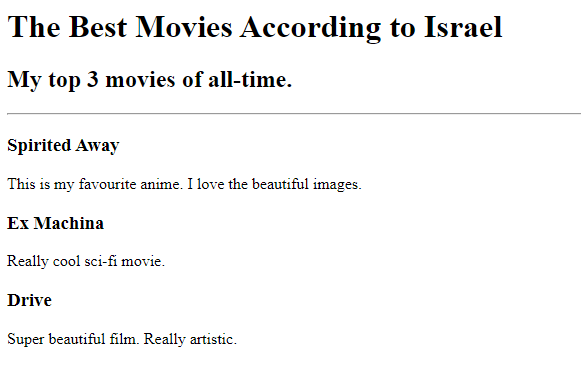 The Best Movies According to Israel
My top 3 movies of all-time.
Spirited Away
This is my favourite anime. I love the beautiful images.
Ex Machina
Really cool sci-fi movie.
Drive
Super beautiful film. Really artistic.